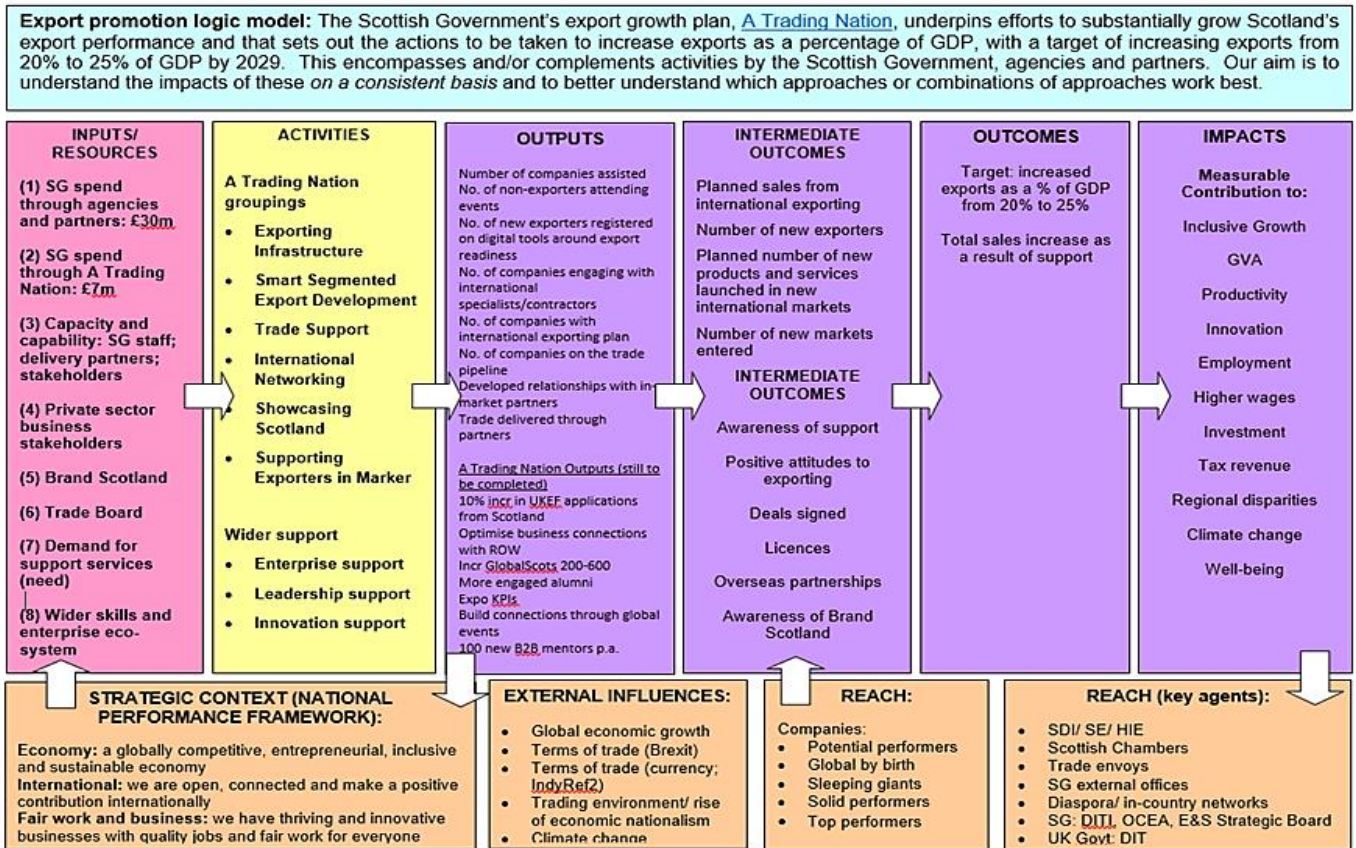 Export promotion logic model: The Scottish Government's export growth plan, A Trading Nation, underpins efforts to substantially grow Scotland's
export performance and that sets out the actions to be taken to increase exports as a percentage of GDP, with a target of increasing exports from
20% to 25% of GDP by 2029. This encompasses and/or complements activities by the Scottish Government, agencies and partners. Our aim is to
understand the impacts of these on a consistent basis and to better understand which approaches or combinations of approaches work best.
INPUTS/
RESOURCES
(1) SG spend
through agencies
and partners: £30m
(2) SG spend
through A Trading
Nation: £7m
(3) Capacity and
capability: SG staff;
delivery partners;
stakeholders
(4) Private sector
business
stakeholders
(5) Brand Scotland
(6) Trade Board
(7) Demand for
support services
(need)
(8) Wider skills and
enterprise eco-
system
ACTIVITIES
A Trading Nation
groupings
• Exporting
Infrastructure
• Smart Segmented
Export Development
• Trade Support
• International
Networking
• Showcasing
Scotland
• Supporting
Exporters in Marker
Wider support
• Enterprise support
• Leadership support
• Innovation support
OUTPUTS
Number of companies assisted
No. of non-exporters attending
events
No. of new exporters registered
on digital tools around export
readiness
No. of companies engaging with
international
specialists/contractors
No. of companies with
international exporting plan
No. of companies on the trade
pipeline
Developed relationships with in-
market partners
Trade delivered through
partners
A Trading Nation Outputs (still to
be completed)
10% incr in UKEF applications
from Scotland
Optimise business connections
with ROW
Incr GlobalScots 200-600
More engaged alumni
Expo KPIs
Build connections through global
events
100 new B2B mentors p.a.
INTERMEDIATE
OUTCOMES
Planned sales from
international exporting
Number of new exporters
Planned number of new
products and services
launched in new
international markets
Number of new markets
entered
INTERMEDIATE
OUTCOMES
Awareness of support
Positive attitudes to
exporting
Deals signed
Licences
Overseas partnerships
Awareness of Brand
Scotland
OUTCOMES
Target: increased
exports as a % of GDP
from 20% to 25%
Total sales increase as
a result of support
IMPACTS
Measurable
Contribution to:
Inclusive Growth
GVA
Productivity
Innovation
Employment
Higher wages
Investment
Tax revenue
Regional disparities
Climate change
Well-being
STRATEGIC CONTEXT (NATIONAL
PERFORMANCE FRAMEWORK):
Economy: a globally competitive, entrepreneurial, inclusive
and sustainable economy
International: we are open, connected and make a positive
contribution internationally
Fair work and business: we have thriving and innovative
businesses with quality jobs and fair work for everyone
EXTERNAL INFLUENCES:
• Global economic growth
• Terms of trade (Brexit)
• Terms of trade (currency;
IndyRef2)
• Trading environment/ rise
of economic nationalism
• Climate change
REACH:
Companies:
• Potential performers
• Global by birth
• Sleeping giants
• Solid performers
• Top performers
REACH (key agents):
• SDI/ SE/ HIE
• Scottish Chambers
• Trade envoys
• SG external offices
• Diaspora/ in-country networks
• SG: DITI, OCEA, E&S Strategic Board
• UK Govt: DIT